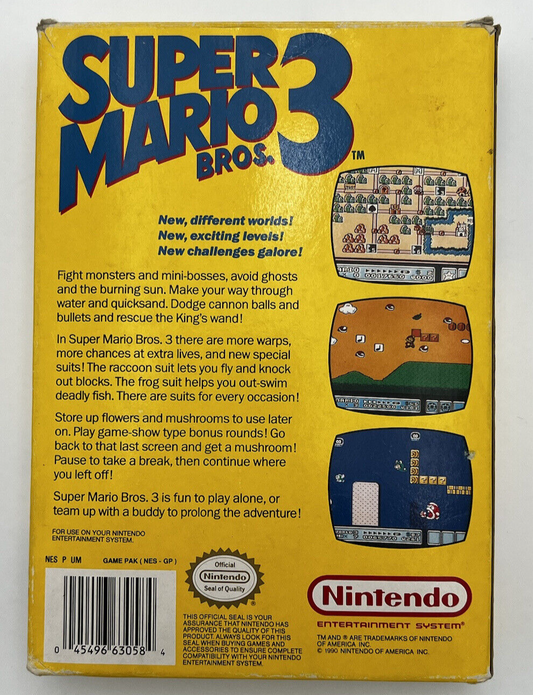 SUPER
MARIO
BROS. 3 ™
New, different worlds!
New, exciting levels!
New challenges galore!
Fight monsters and mini-bosses, avoid ghosts
and the burning sun. Make your way through
water and quicksand. Dodge cannon balls and
bullets and rescue the King's wand!
In Super Mario Bros. 3 there are more warps,
more chances at extra lives, and new special
suits! The raccoon suit lets you fly and knock
out blocks. The frog suit helps you out-swim
deadly fish. There are suits for every occasion!
Store up flowers and mushrooms to use later
on. Play game-show type bonus rounds! Go
back to that last screen and get a mushroom!
Pause to take a break, then continue where
you left off!
Super Mario Bros. 3 is fun to play alone, or
team up with a buddy to prolong the adventure!
FOR USE ON YOUR NINTENDO
ENTERTAINMENT SYSTEM.
NES P UM GAME PAK (NES - GP)
0 45496 63058 4
Official
Nintendo
Seal of Quality
®
THIS OFFICIAL SEAL IS YOUR
ASSURANCE THAT NINTENDO HAS
APPROVED THE QUALITY OF THIS
PRODUCT. ALWAYS LOOK FOR THIS
SEAL WHEN BUYING GAMES AND
ACCESSORIES TO ENSURE COMPLETE
COMPATIBILITY WITH YOUR NINTENDO
ENTERTAINMENT SYSTEM.
Nintendo
ENTERTAINMENT SYSTEM®
TM AND ® ARE TRADEMARKS OF NINTENDO
OF AMERICA INC.
© 1990 NINTENDO OF AMERICA INC.